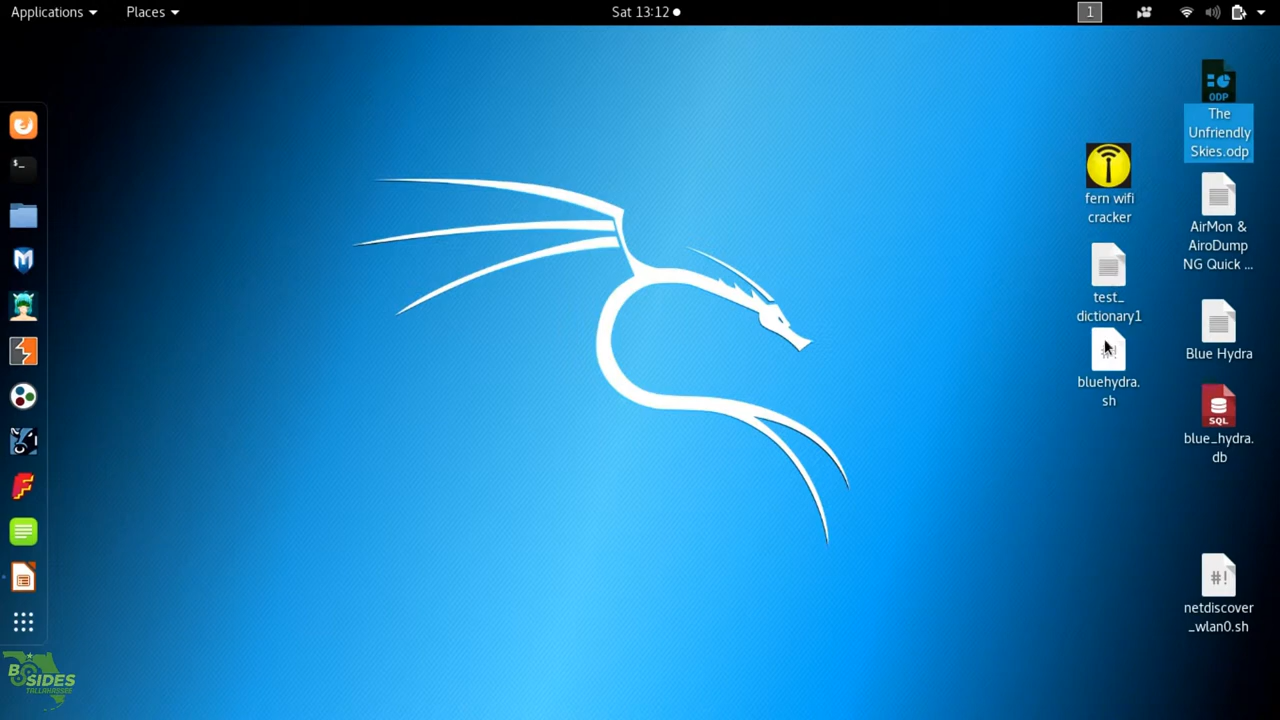 Applications
Places
Sat 13:12
1
ODP
The
Unfriendly
Skies.odp
fern wifi
cracker
AirMon &
AiroDump
NG Quick ...
test_
dictionary1
#!
bluehydra.
sh
Blue Hydra
SQL
blue_hydra.
db
#!
netdiscover
_wlan0.sh
$_
M
F
BSIDES
TALLAHASSEE